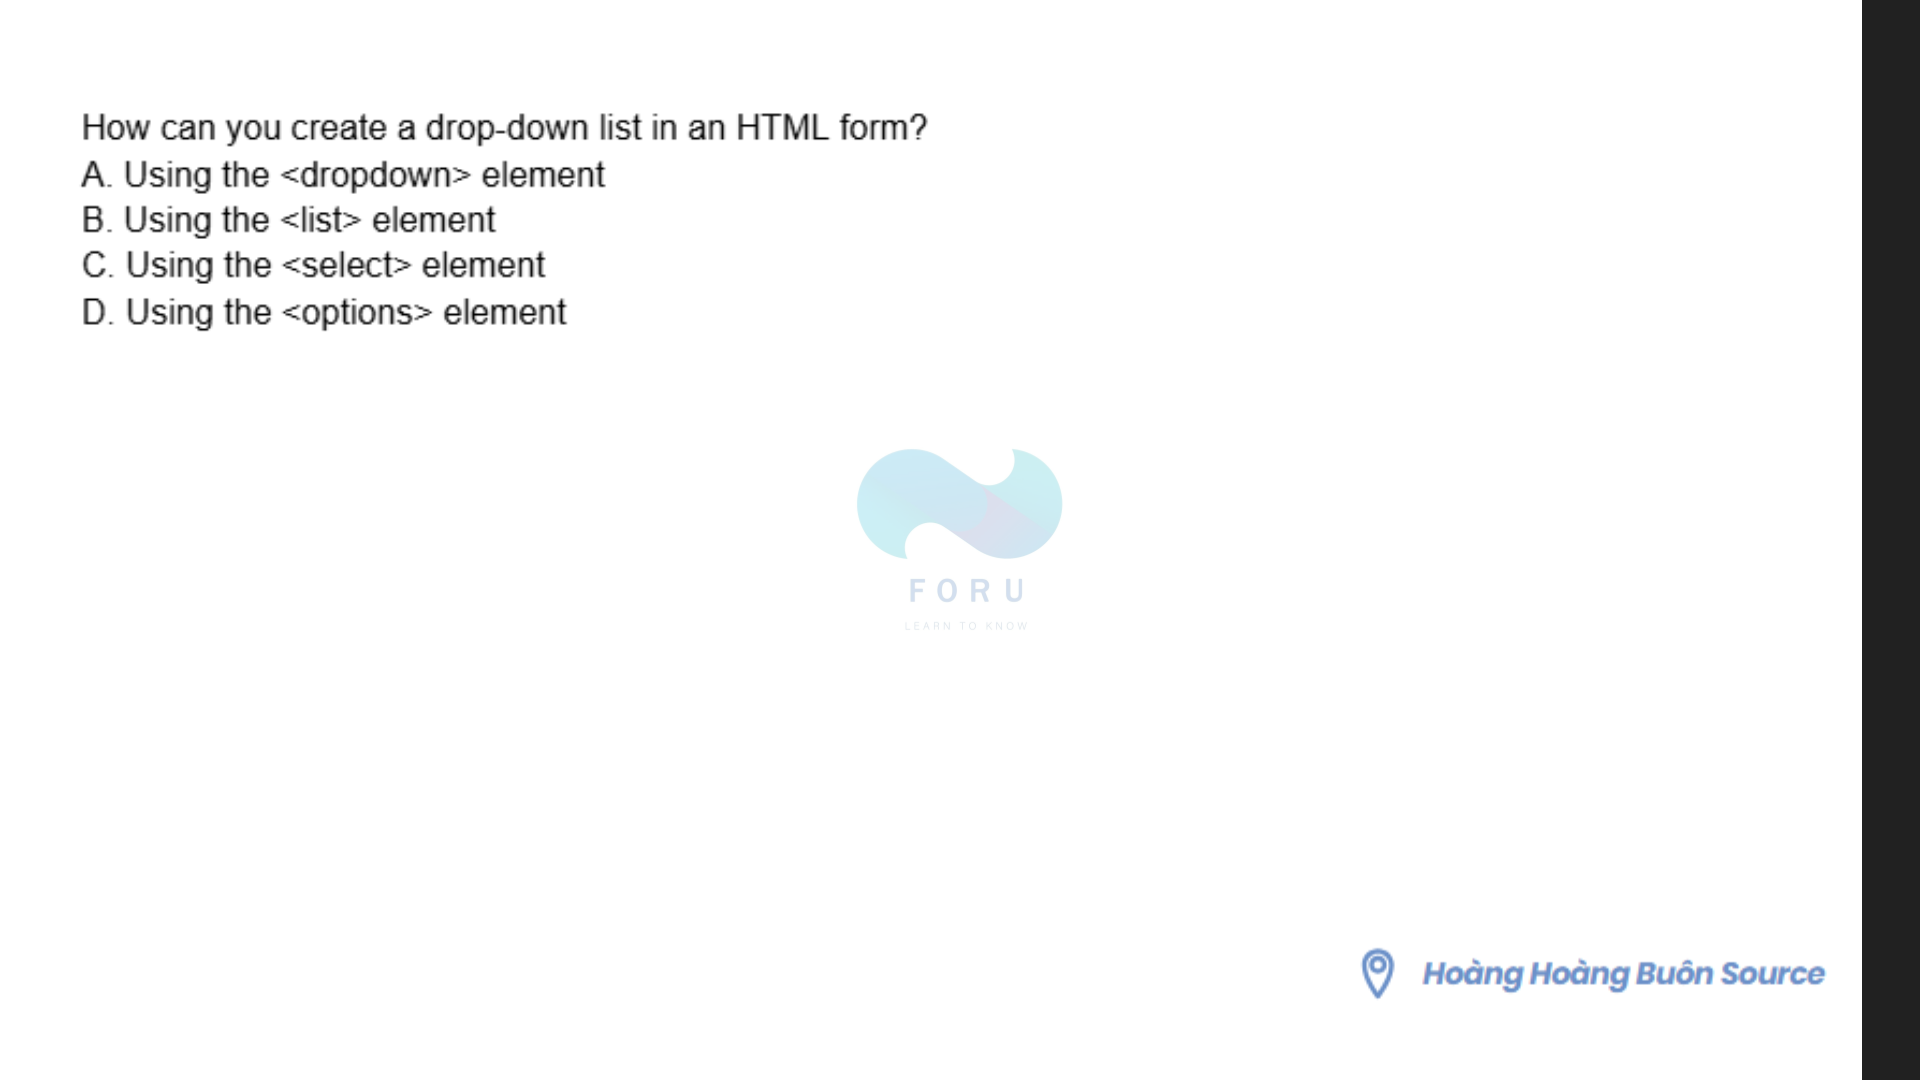 How can you create a drop-down list in an HTML form?
A. Using the <dropdown> element
B. Using the <list> element
C. Using the <select> element
D. Using the <options> element
FORU
LEARN TO KNOW
Hoàng Hoàng Buôn Source